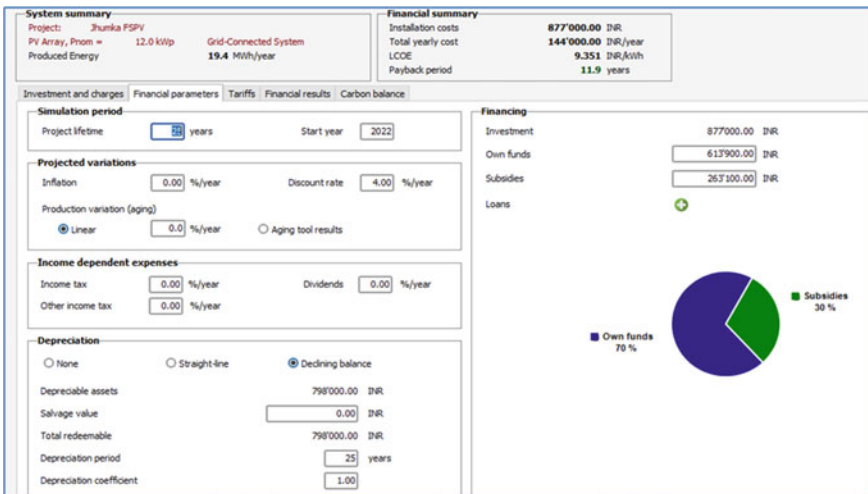 System summary
Project: Jhumka FSPV
PV Array, Pnom = 12.0 kWp Grid-Connected System
Produced Energy 19.4 MWh/year
Financial summary
Installation costs 877'000.00 INR
Total yearly cost 144'000.00 INR/year
LCOE 9.351 INR/kWh
Payback period 11.9 years
Investment and charges Financial parameters Tariffs Financial results Carbon balance
Simulation period
Project lifetime years Start year 2022
Projected variations
Inflation 0.00 %/year Discount rate 4.00 %/year
Production variation (aging)
Linear 0.0 %/year Aging tool results
Income dependent expenses
Income tax 0.00 %/year Dividends 0.00 %/year
Other income tax 0.00 %/year
Depreciation
None Straight-line Declining balance
Depreciable assets 798'000.00 INR
Salvage value 0.00 INR
Total redeemable 798'000.00 INR
Depreciation period 25 years
Depreciation coefficient 1.00
Financing
Investment 877'000.00 INR
Own funds 613'900.00 INR
Subsidies 263'100.00 INR
Loans
Subsidies
30 %
Own funds
70 %